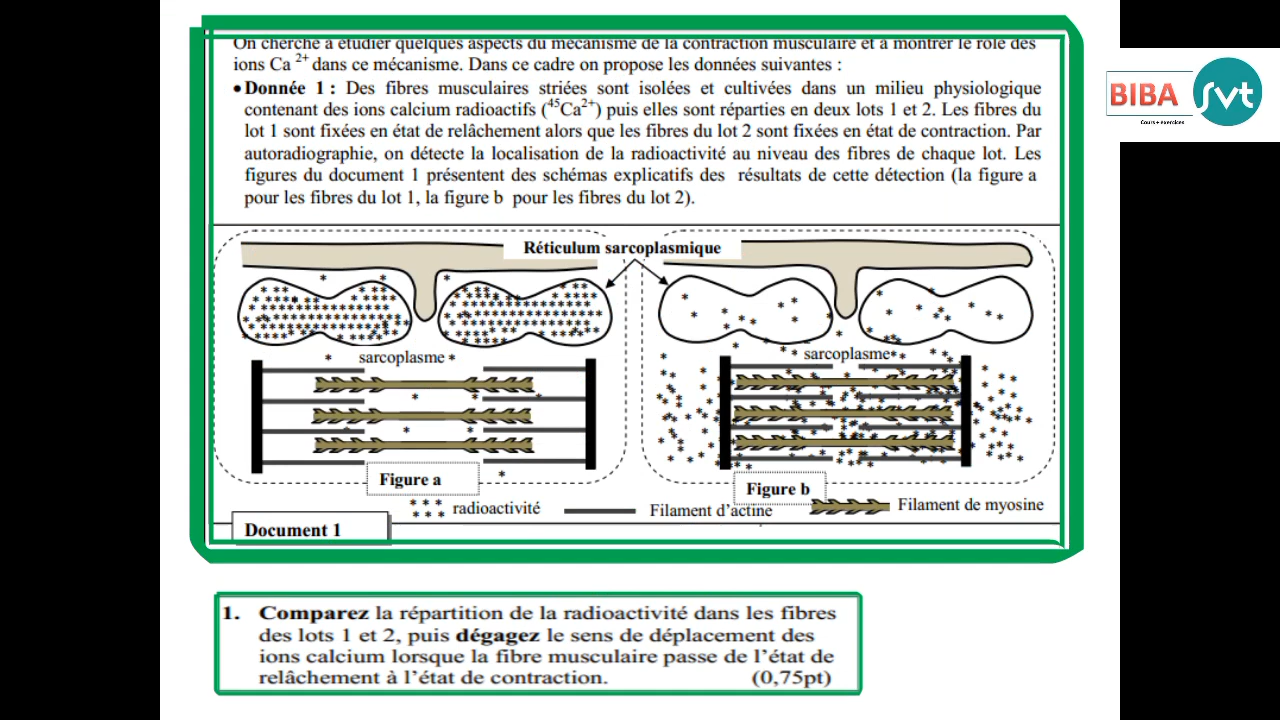 On cherche à étudier quelques aspects du mécanisme de la contraction musculaire et à montrer le rôle des
ions Ca 2+ dans ce mécanisme. Dans ce cadre on propose les données suivantes :
• Donnée 1 : Des fibres musculaires striées sont isolées et cultivées dans un milieu physiologique
contenant des ions calcium radioactifs (45Ca2+) puis elles sont réparties en deux lots 1 et 2. Les fibres du
lot 1 sont fixées en état de relâchement alors que les fibres du lot 2 sont fixées en état de contraction. Par
autoradiographie, on détecte la localisation de la radioactivité au niveau des fibres de chaque lot. Les
figures du document 1 présentent des schémas explicatifs des résultats de cette détection (la figure a
pour les fibres du lot 1, la figure b pour les fibres du lot 2).
BIBA svt
Cours + exercices
Réticulum sarcoplasmique
sarcoplasme
sarcoplasme
Figure a
Figure b
radioactivité
Filament d'actine
Filament de myosine
Document 1
1. Comparez la répartition de la radioactivité dans les fibres
des lots 1 et 2, puis dégagez le sens de déplacement des
ions calcium lorsque la fibre musculaire passe de l'état de
relâchement à l'état de contraction. (0,75pt)